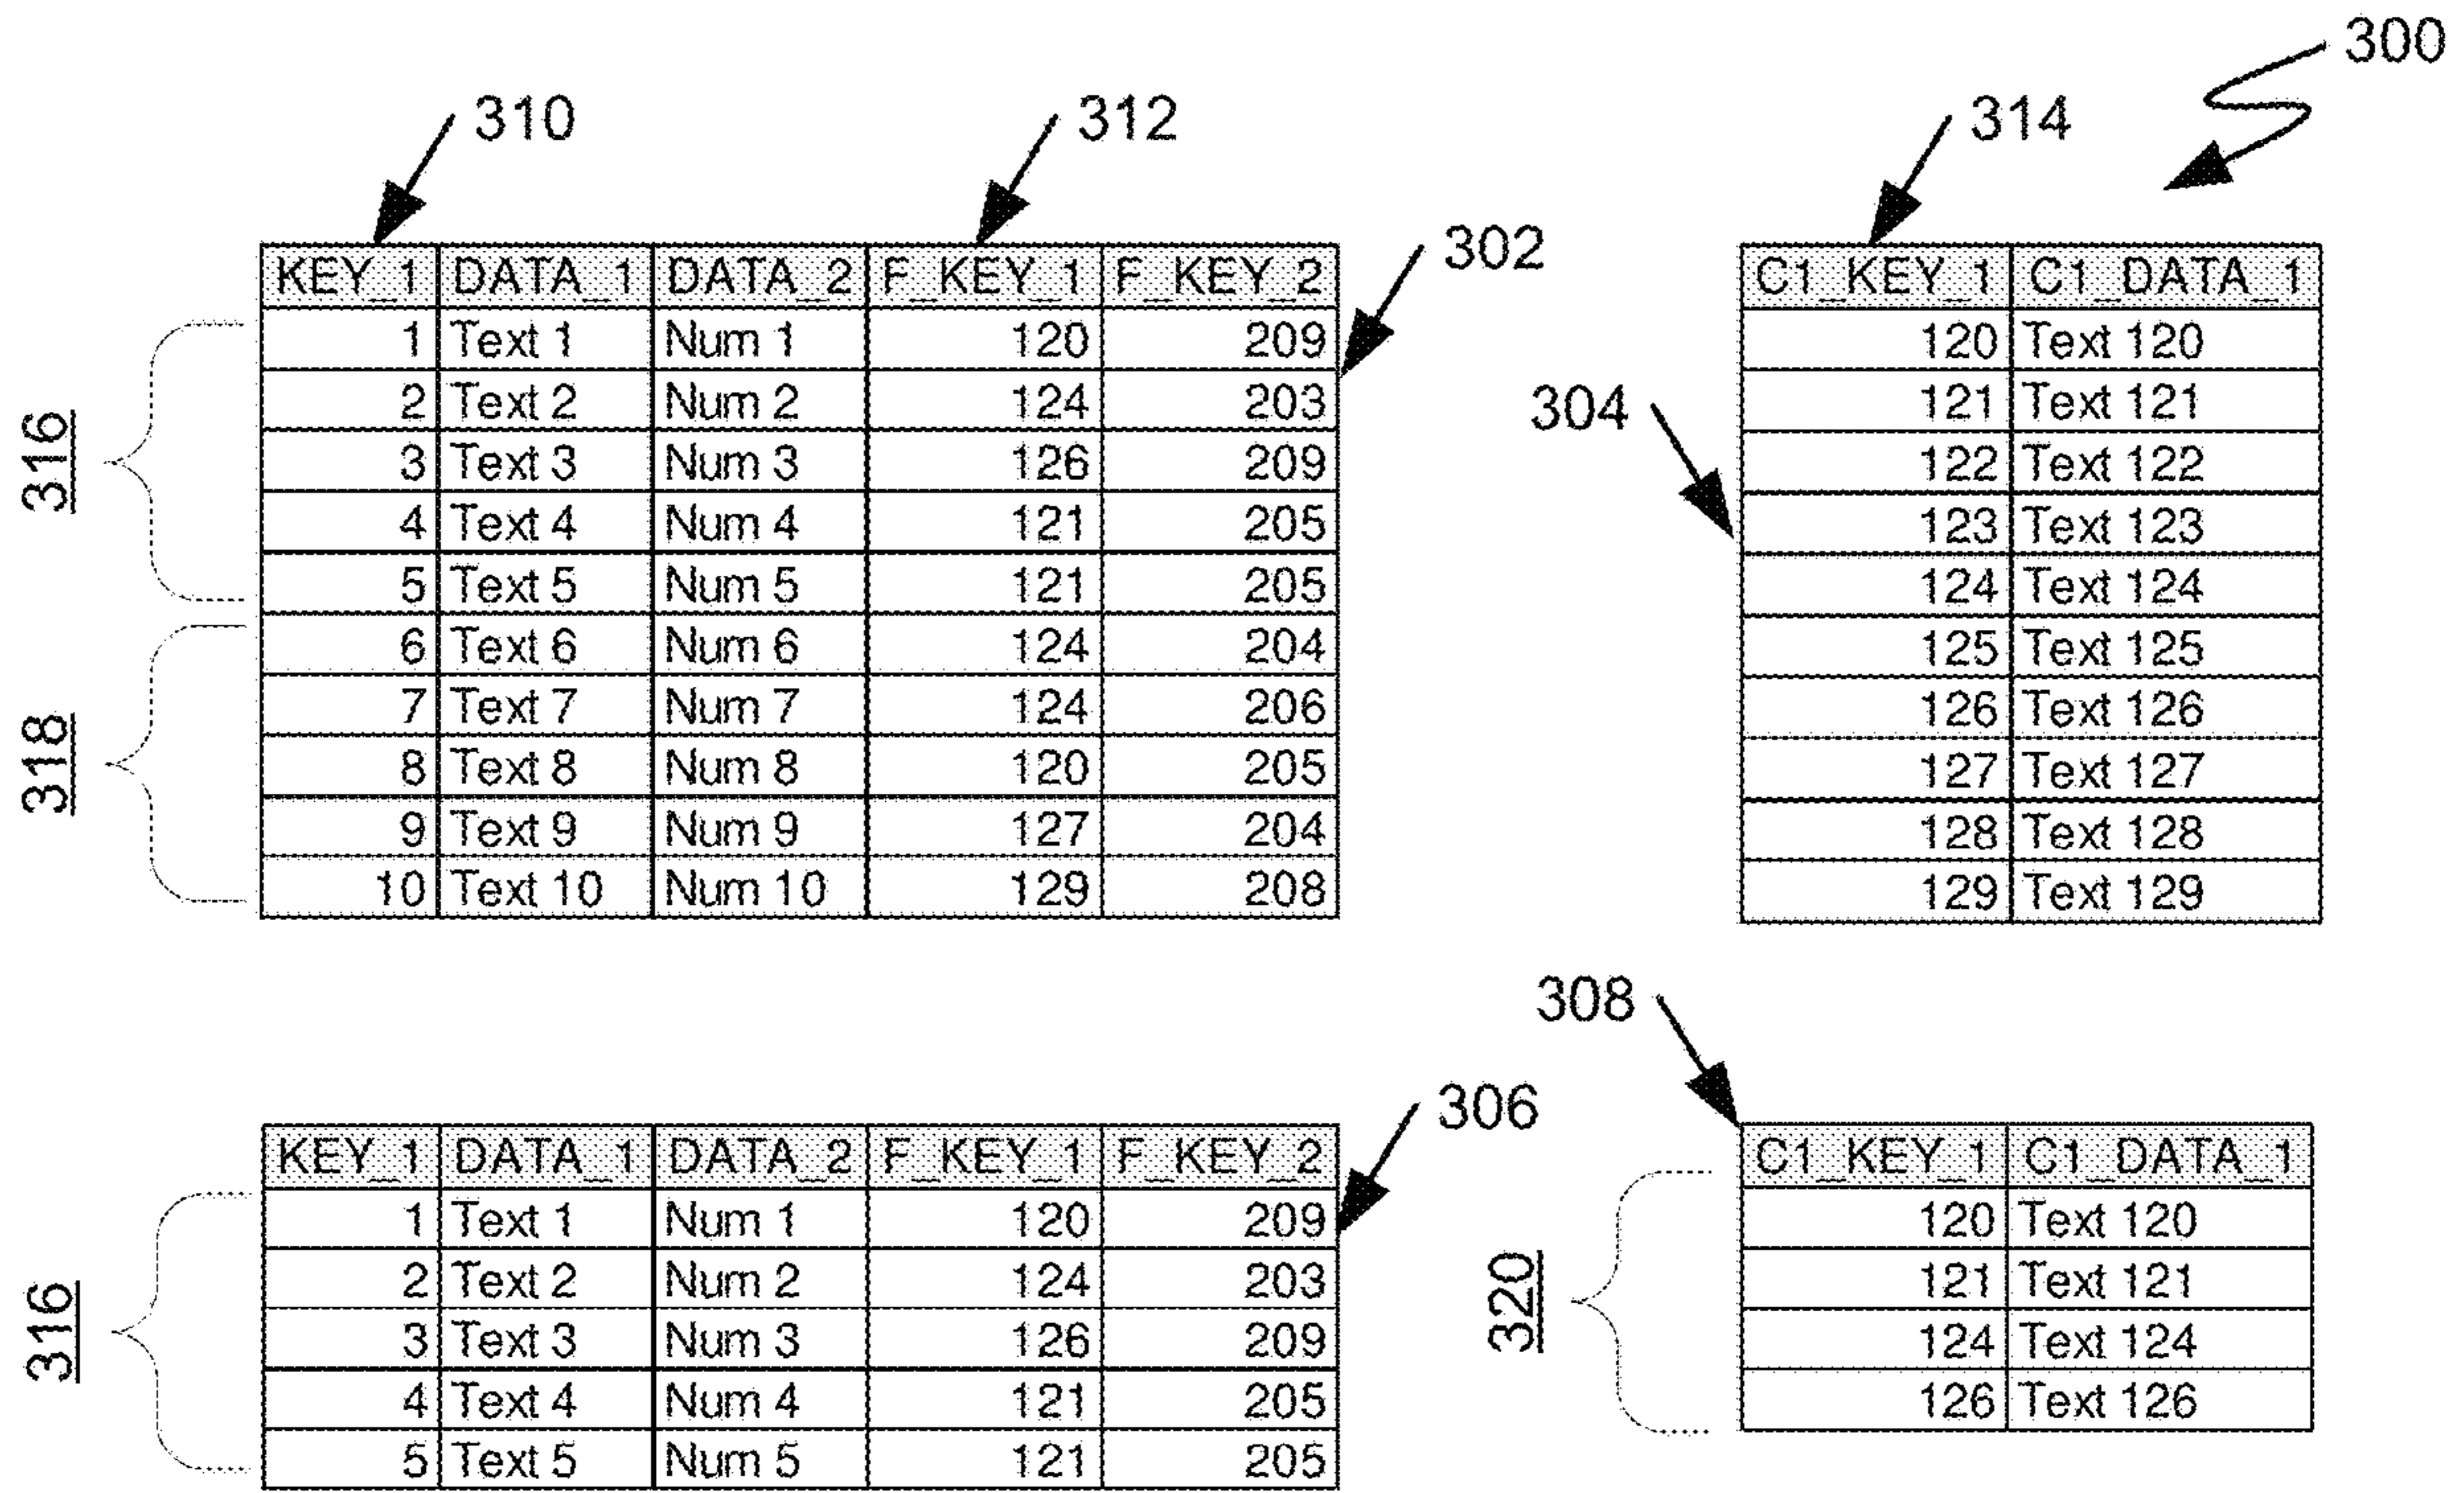 300
310 312 314
302
KEY_1 DATA_1 DATA_2 F_KEY_1 F_KEY_2
1 Text 1 Num 1 120 209
2 Text 2 Num 2 124 203
3 Text 3 Num 3 126 209
4 Text 4 Num 4 121 205
5 Text 5 Num 5 121 205
6 Text 6 Num 6 124 204
7 Text 7 Num 7 124 206
8 Text 8 Num 8 120 205
9 Text 9 Num 9 127 204
10 Text 10 Num 10 129 208
316
318
304
C1_KEY_1 C1_DATA_1
120 Text 120
121 Text 121
122 Text 122
123 Text 123
124 Text 124
125 Text 125
126 Text 126
127 Text 127
128 Text 128
129 Text 129
306
KEY_1 DATA_1 DATA_2 F_KEY_1 F_KEY_2
1 Text 1 Num 1 120 209
2 Text 2 Num 2 124 203
3 Text 3 Num 3 126 209
4 Text 4 Num 4 121 205
5 Text 5 Num 5 121 205
316
308
C1_KEY_1 C1_DATA_1
120 Text 120
121 Text 121
124 Text 124
126 Text 126
320